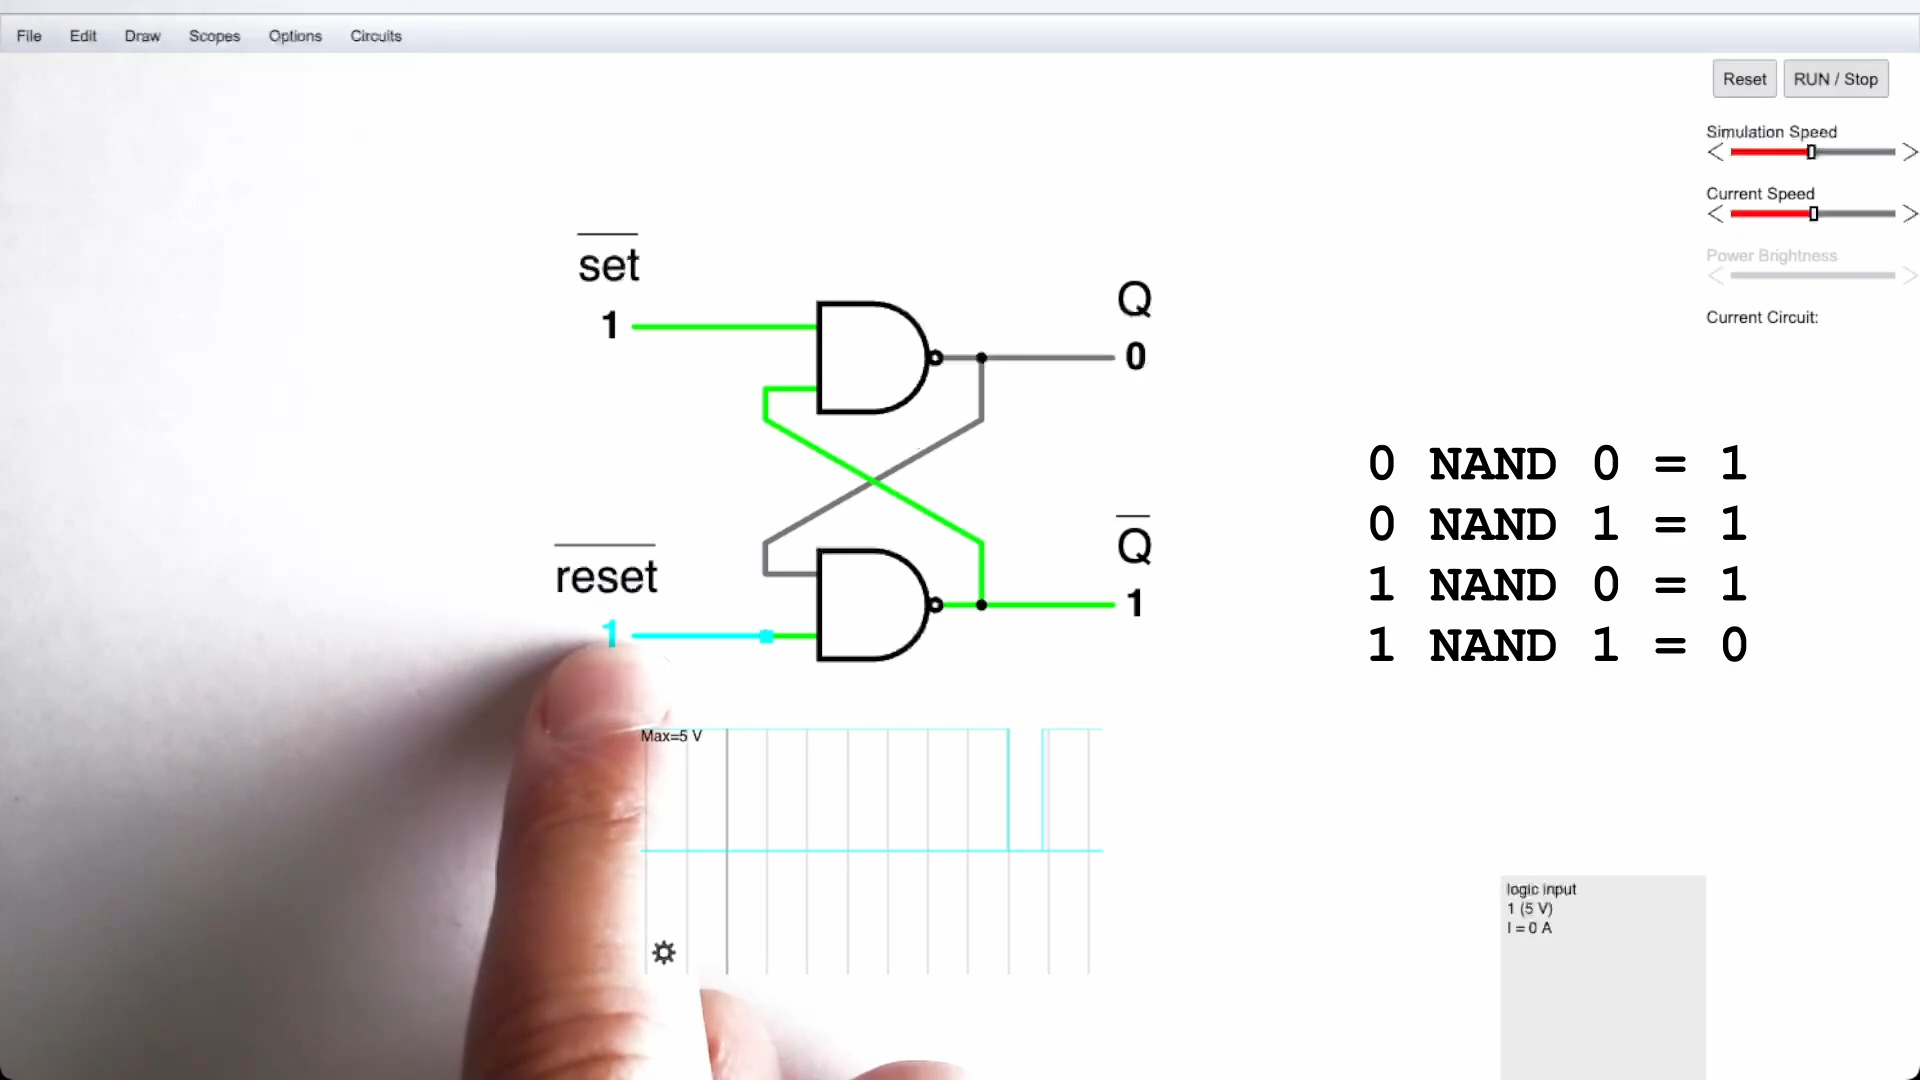 File Edit Draw Scopes Options Circuits
Reset RUN / Stop
Simulation Speed
Current Speed
Power Brightness
Current Circuit:
set
1
Q
0
reset
1
Q
1
0 NAND 0 = 1
0 NAND 1 = 1
1 NAND 0 = 1
1 NAND 1 = 0
Max=5 V
logic input
1 (5 V)
I = 0 A